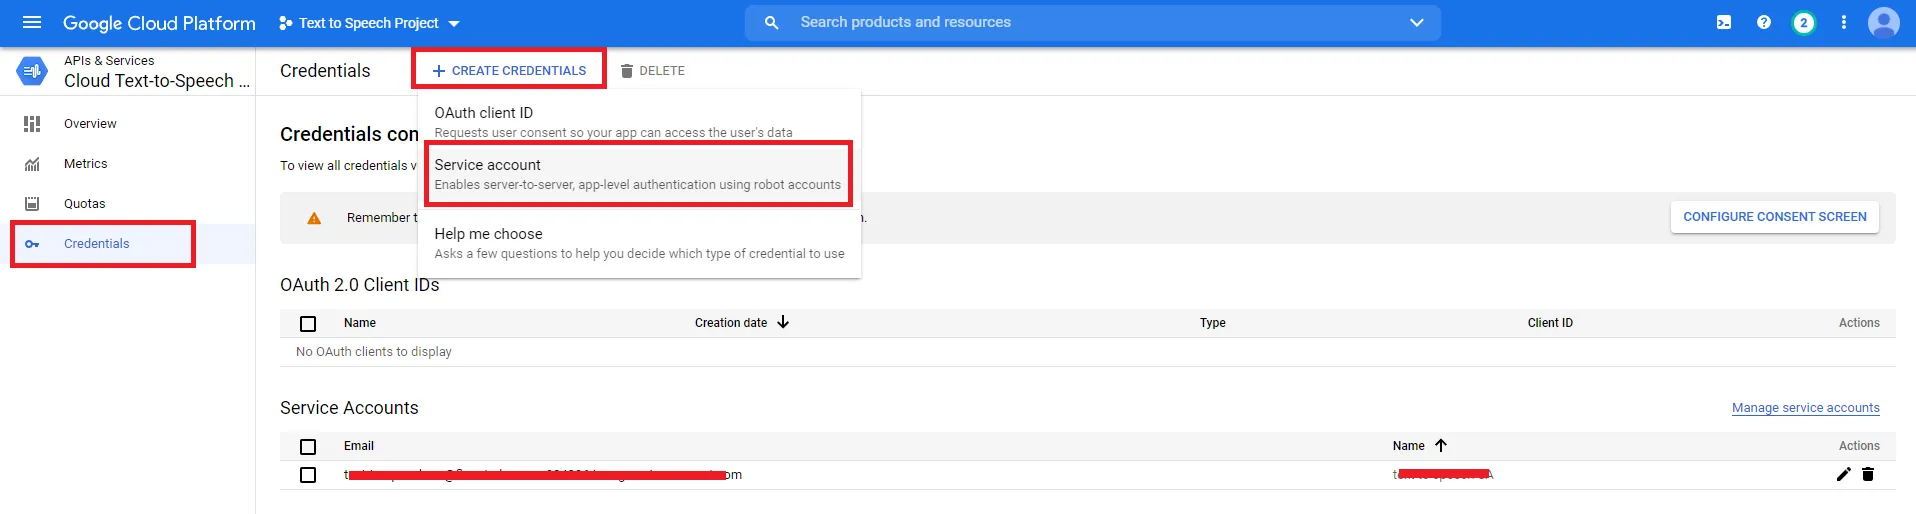 Google Cloud Platform
Text to Speech Project
Search products and resources
2
APIs & Services
Cloud Text-to-Speech ...
Credentials
CREATE CREDENTIALS
DELETE
Overview
Metrics
Quotas
Credentials
OAuth client ID
Requests user consent so your app can access the user's data
Service account
Enables server-to-server, app-level authentication using robot accounts
Help me choose
Asks a few questions to help you decide which type of credential to use
Credentials
To view all credentials
Remember
CONFIGURE CONSENT SCREEN
OAuth 2.0 Client IDs
Name Creation date Type Client ID Actions
No OAuth clients to display
Service Accounts
Manage service accounts
Email Name Actions